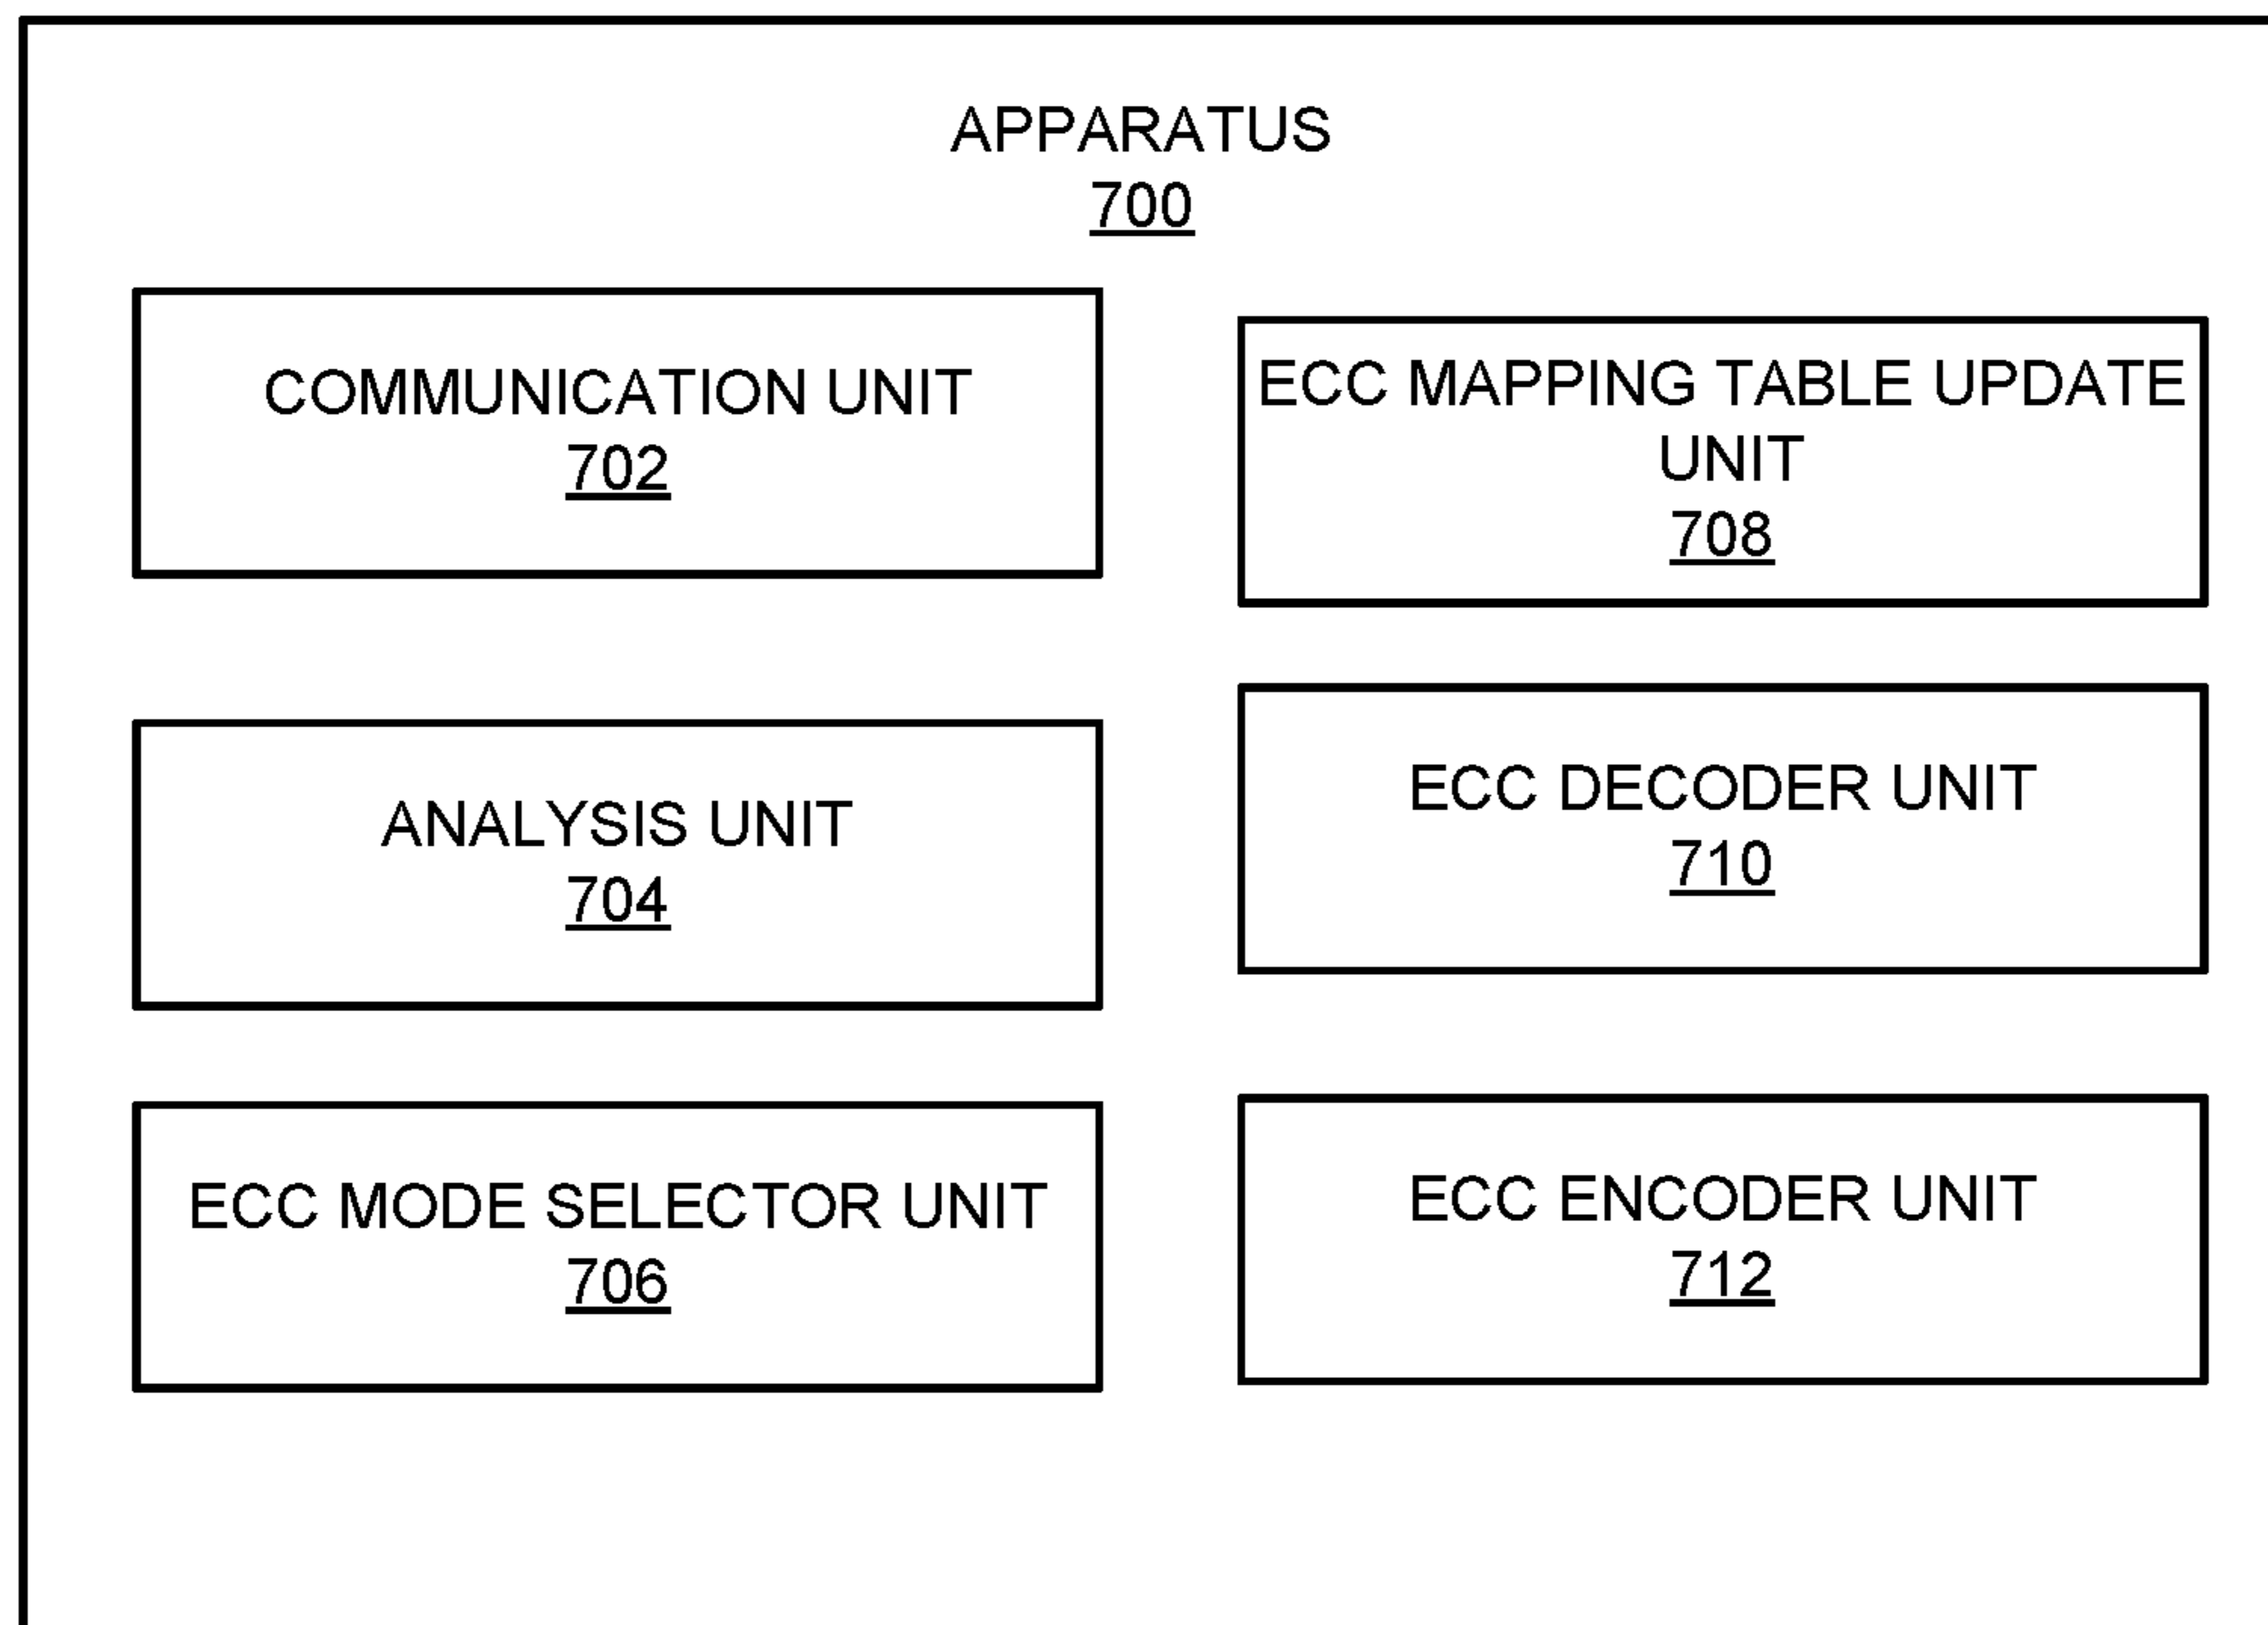 APPARATUS
700
COMMUNICATION UNIT
702
ANALYSIS UNIT
704
ECC MODE SELECTOR UNIT
706
ECC MAPPING TABLE UPDATE
UNIT
708
ECC DECODER UNIT
710
ECC ENCODER UNIT
712